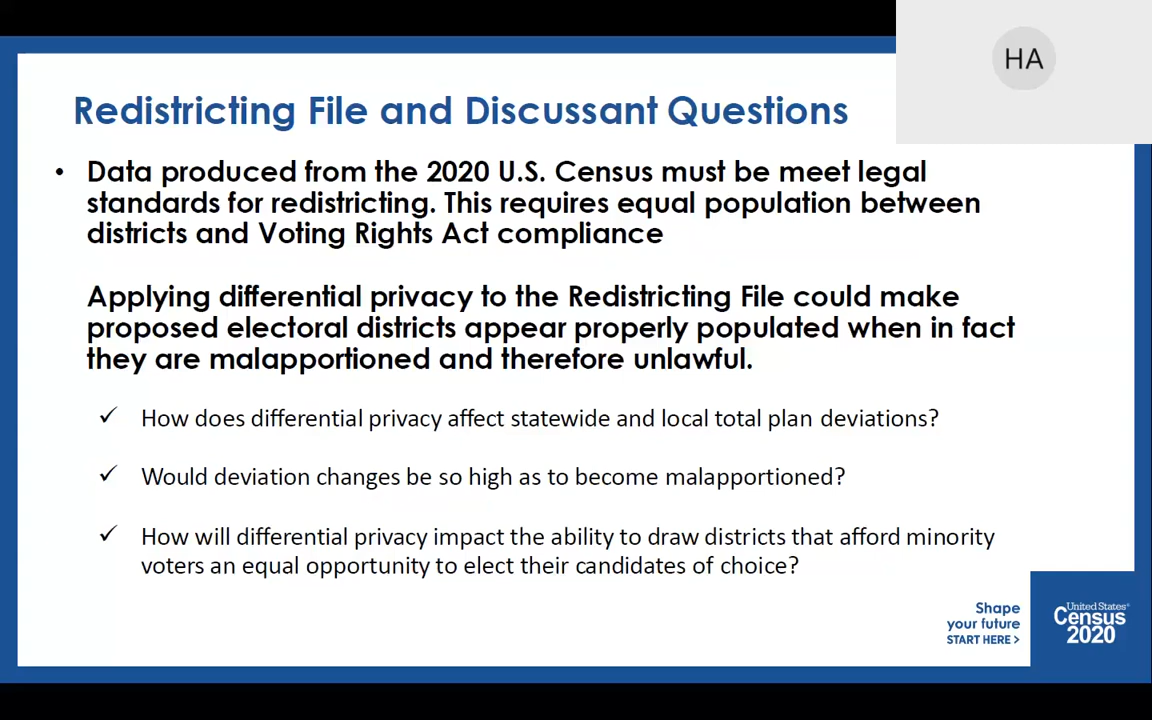 HA
Redistricting File and Discussant Questions
• Data produced from the 2020 U.S. Census must be meet legal
standards for redistricting. This requires equal population between
districts and Voting Rights Act compliance
Applying differential privacy to the Redistricting File could make
proposed electoral districts appear properly populated when in fact
they are malapportioned and therefore unlawful.
✓ How does differential privacy affect statewide and local total plan deviations?
✓ Would deviation changes be so high as to become malapportioned?
✓ How will differential privacy impact the ability to draw districts that afford minority
voters an equal opportunity to elect their candidates of choice?
Shape
your future
START HERE >
United States®
Census
2020